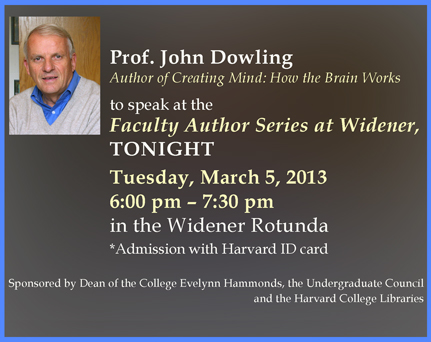 Prof. John Dowling
Author of Creating Mind: How the Brain Works
to speak at the
Faculty Author Series at Widener,
TONIGHT
Tuesday, March 5, 2013
6:00 pm – 7:30 pm
in the Widener Rotunda
*Admission with Harvard ID card
Sponsored by Dean of the College Evelynn Hammonds, the Undergraduate Council
and the Harvard College Libraries